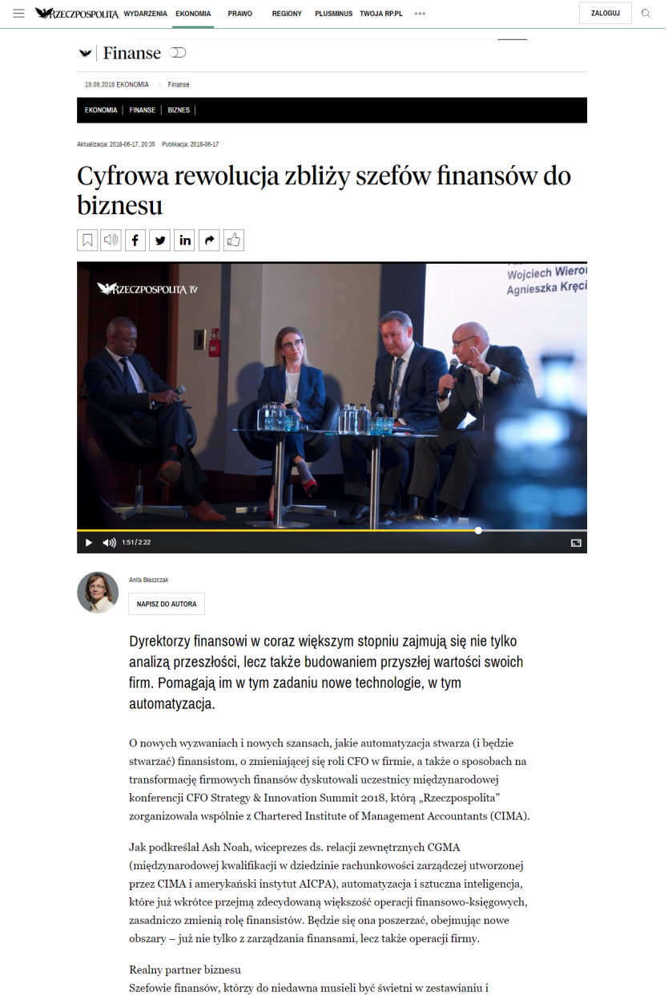 RZECZPOSPOLITA WYDARZENIA EKONOMIA PRAWO REGIONY PLUSMINUS TWOJA RP.PL ZALOGUJ
Finanse
19.09.2018 EKONOMIA > Finanse
EKONOMIA | FINANSE | BIZNES |
Aktualizacja: 2018-06-17, 20:35 Publikacja: 2018-06-17
Cyfrowa rewolucja zbliży szefów finansów do
biznesu
Wojciech Wieron
Agnieszka Kręci
RZECZPOSPOLITA TV
1:51/2:22
Anita Błaszczak
NAPISZ DO AUTORA
Dyrektorzy finansowi w coraz większym stopniu zajmują się nie tylko
analizą przeszłości, lecz także budowaniem przyszłej wartości swoich
firm. Pomagają im w tym zadaniu nowe technologie, w tym
automatyzacja.
O nowych wyzwaniach i nowych szansach, jakie automatyzacja stwarza (i będzie
stwarzać) finansistom, o zmieniającej się roli CFO w firmie, a także o sposobach na
transformację firmowych finansów dyskutowali uczestnicy międzynarodowej
konferencji CFO Strategy & Innovation Summit 2018, którą „Rzeczpospolita"
zorganizowała wspólnie z Chartered Institute of Management Accountants (CIMA).
Jak podkreślał Ash Noah, wiceprezes ds. relacji zewnętrznych CGMA
(międzynarodowej kwalifikacji w dziedzinie rachunkowości zarządczej utworzonej
przez CIMA i amerykański instytut AICPA), automatyzacja i sztuczna inteligencja,
które już wkrótce przejmą zdecydowaną większość operacji finansowo-księgowych,
zasadniczo zmienią rolę finansistów. Będzie się ona poszerzać, obejmując nowe
obszary – już nie tylko z zarządzania finansami, lecz także operacji firmy.
Realny partner biznesu
Szefowie finansów, którzy do niedawna musieli być świetni w zestawianiu i